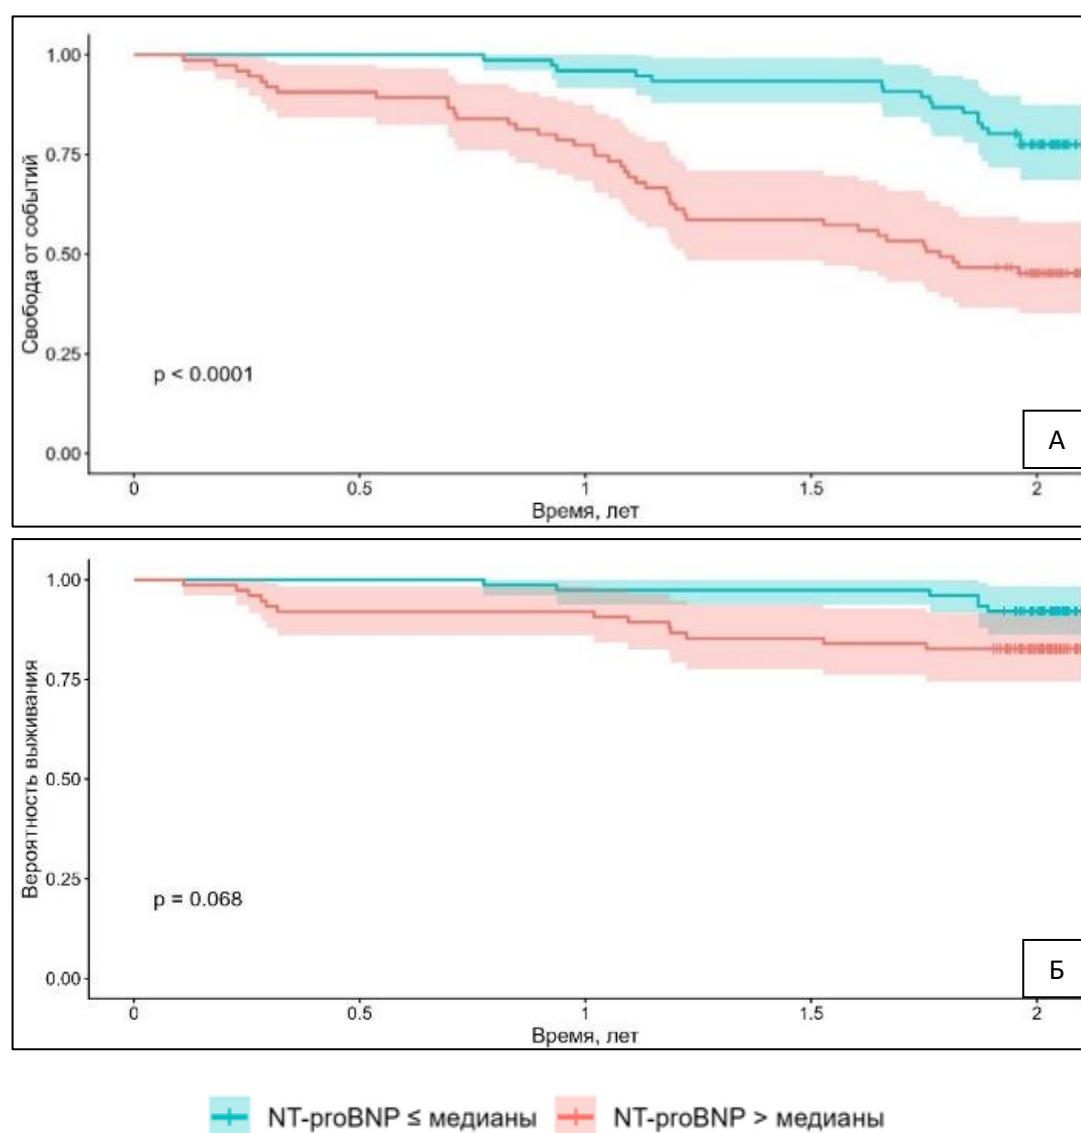 1.00
0.75
0.50
0.25
0.00
Свобода от событий
p < 0.0001
А
0
0.5
1
1.5
2
Время, лет
1.00
0.75
0.50
0.25
0.00
Вероятность выживания
p = 0.068
Б
0
0.5
1
1.5
2
Время, лет
NT-proBNP ≤ медианы NT-proBNP > медианы